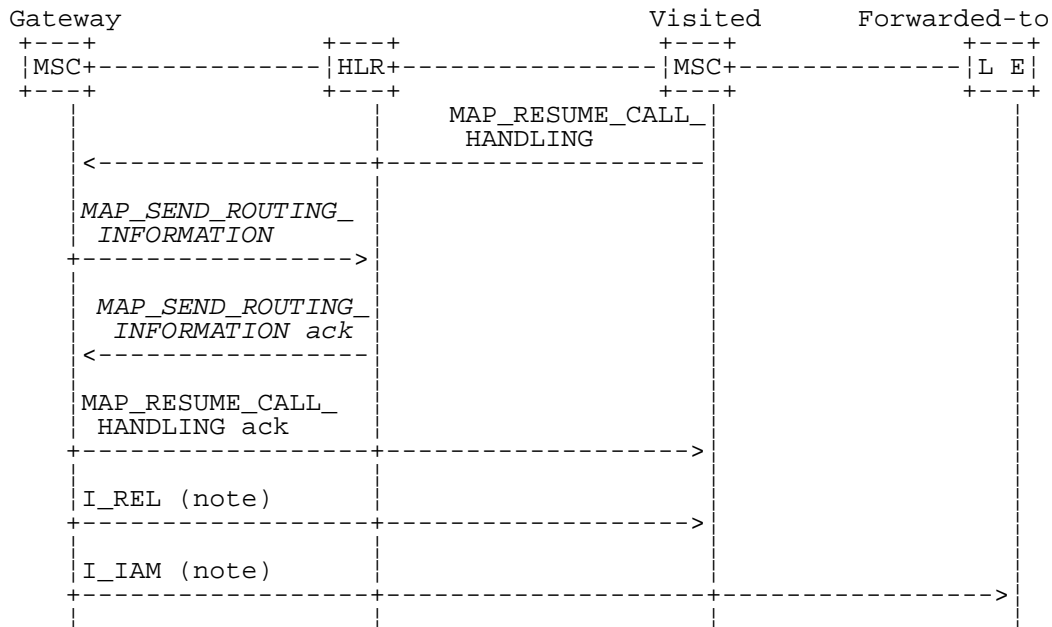 Gateway Visited Forwarded-to
MSC HLR MSC L E
MAP_RESUME_CALL_
HANDLING
MAP_SEND_ROUTING_
INFORMATION
MAP_SEND_ROUTING_
INFORMATION ack
MAP_RESUME_CALL_
HANDLING ack
I_REL (note)
I_IAM (note)